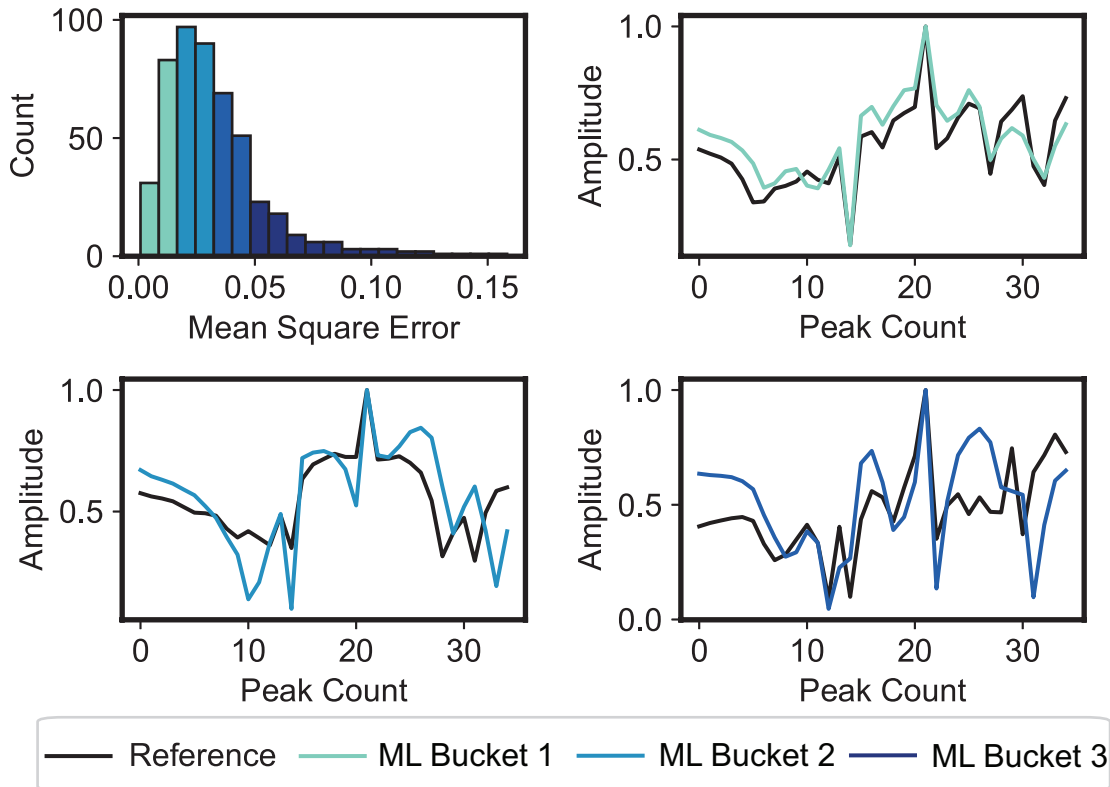 100
50
0
Count
0.00 0.05 0.10 0.15
Mean Square Error
1.0
0.5
Amplitude
0 10 20 30
Peak Count
1.0
0.5
Amplitude
0 10 20 30
Peak Count
1.0
0.5
0.0
Amplitude
0 10 20 30
Peak Count
Reference ML Bucket 1 ML Bucket 2 ML Bucket 3